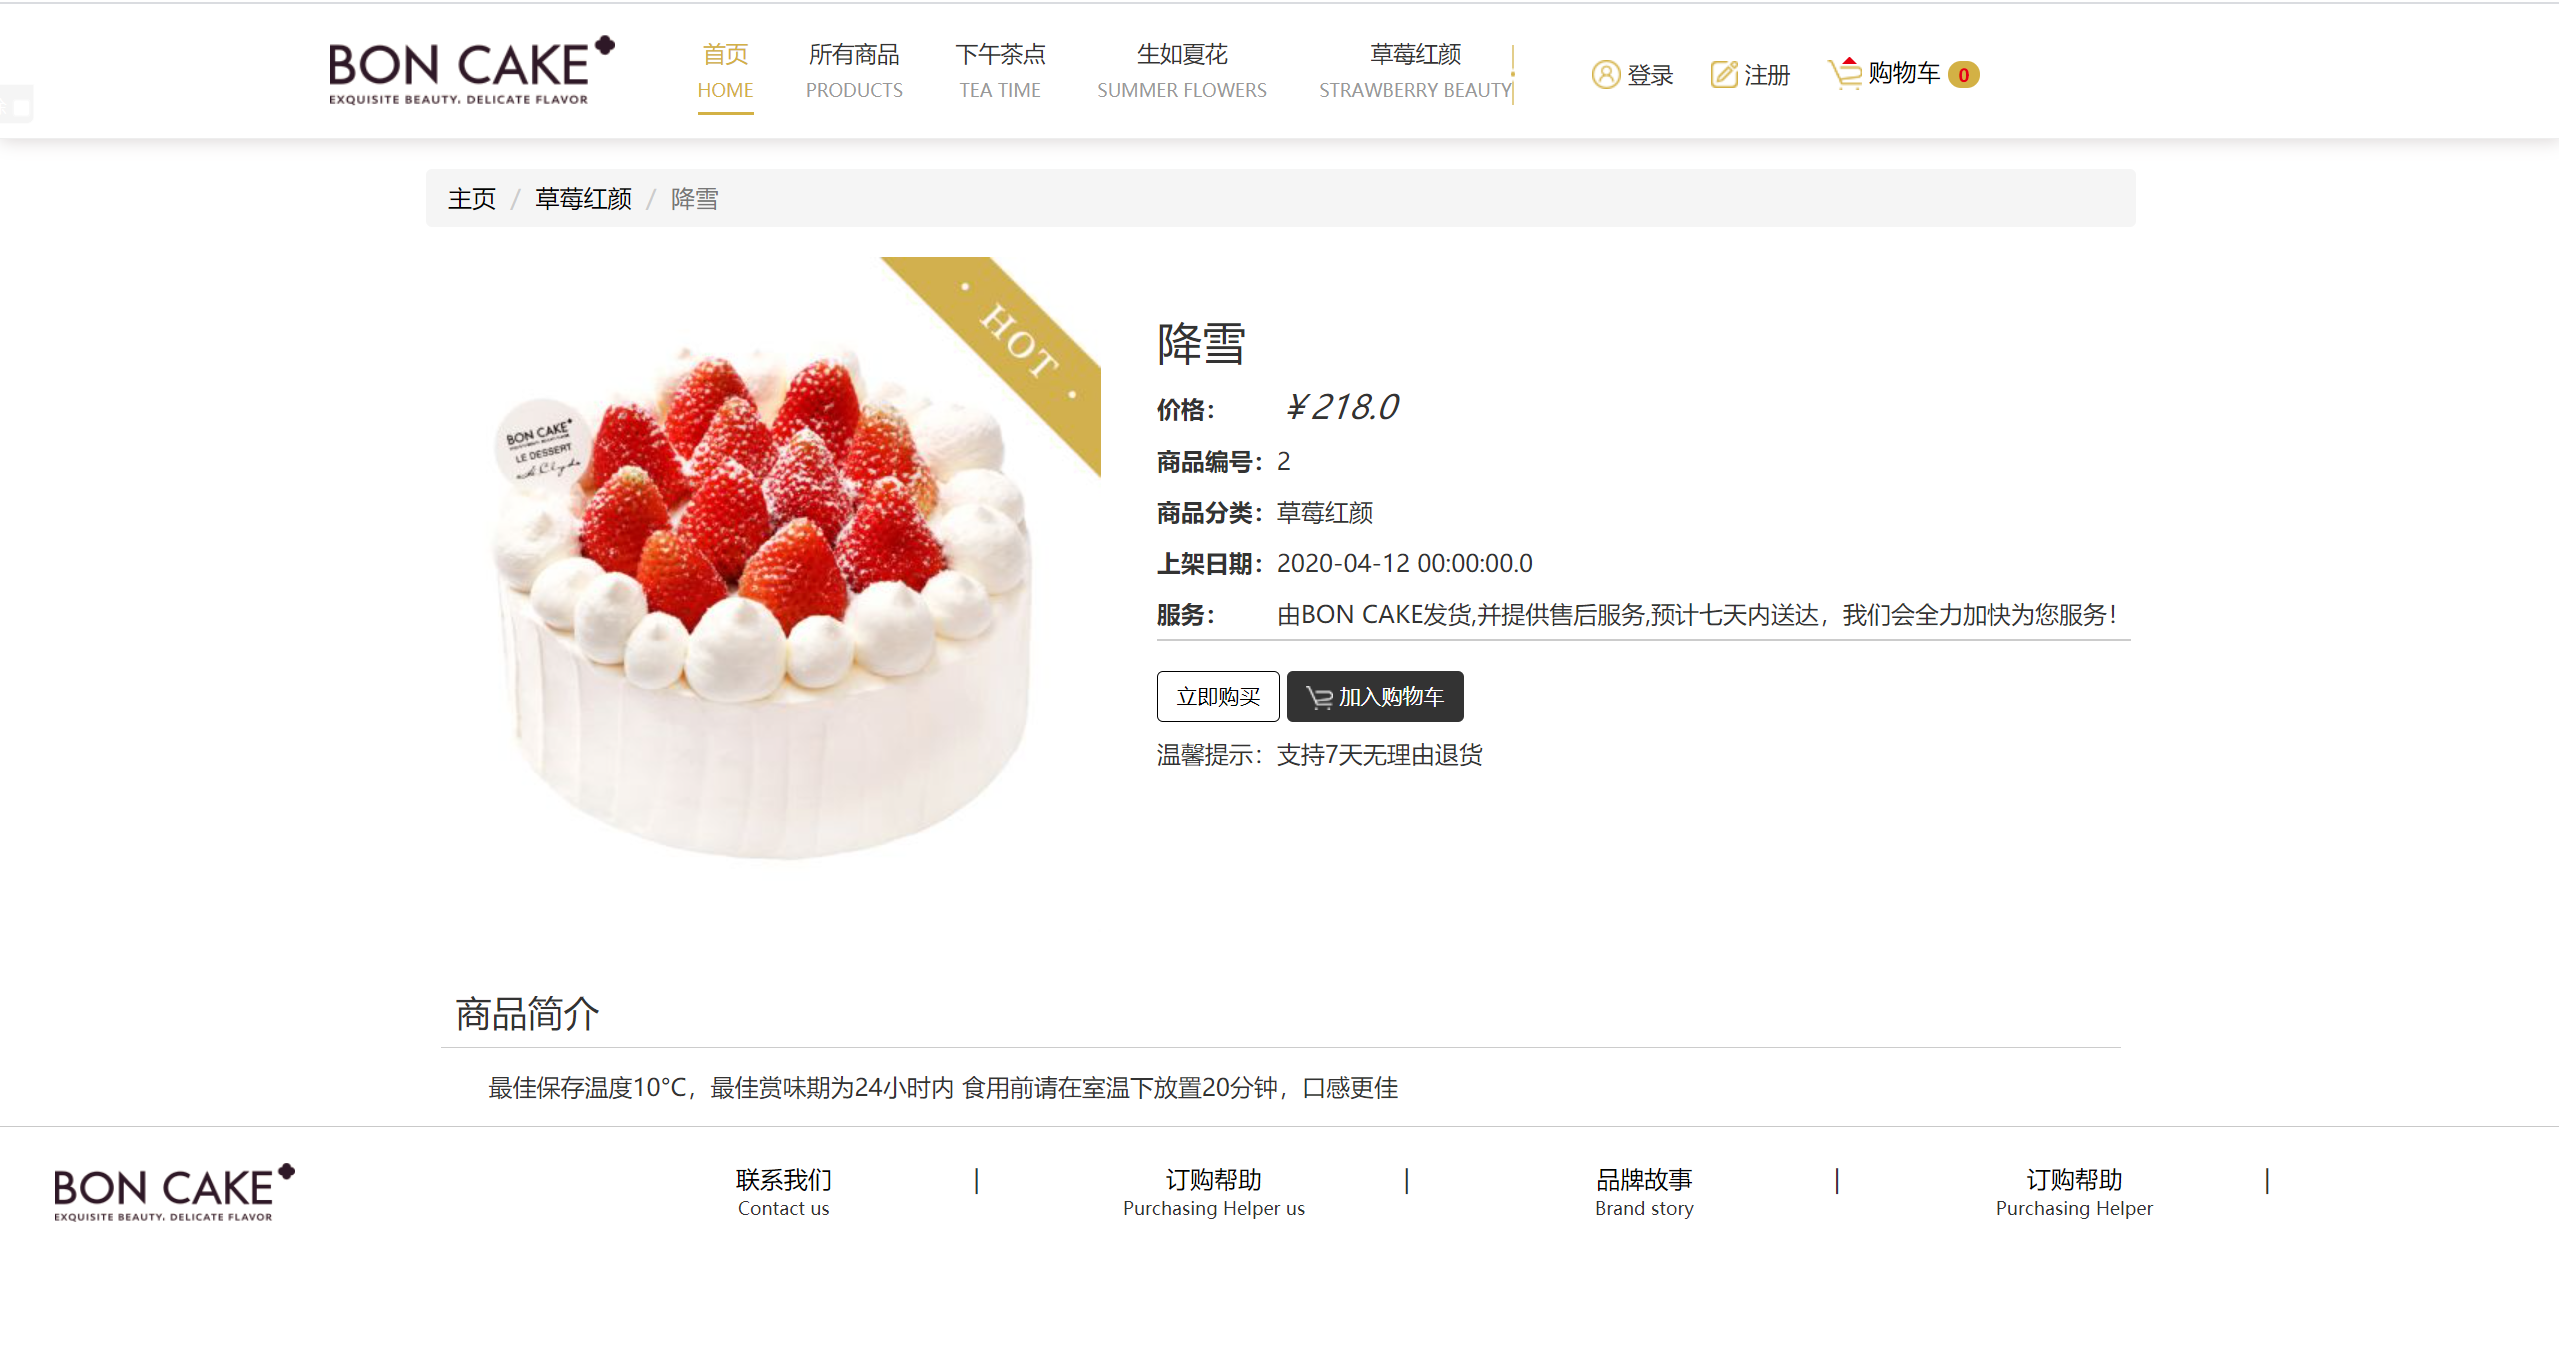 BON CAKE
EXQUISITE BEAUTY. DELICATE FLAVOR
首页 所有商品 下午茶点 生如夏花 草莓红颜
HOME PRODUCTS TEA TIME SUMMER FLOWERS STRAWBERRY BEAUTY
登录 注册 购物车 0
主页 / 草莓红颜 / 降雪
HOT
BON CAKE
LE DESSERT
降雪
价格： ￥218.0
商品编号：2
商品分类：草莓红颜
上架日期：2020-04-12 00:00:00.0
服务： 由BON CAKE发货,并提供售后服务,预计七天内送达，我们会全力加快为您服务！
立即购买 加入购物车
温馨提示：支持7天无理由退货
商品简介
最佳保存温度10°C，最佳赏味期为24小时内 食用前请在室温下放置20分钟，口感更佳
BON CAKE
EXQUISITE BEAUTY. DELICATE FLAVOR
联系我们 | 订购帮助 | 品牌故事 | 订购帮助 |
Contact us Purchasing Helper us Brand story Purchasing Helper